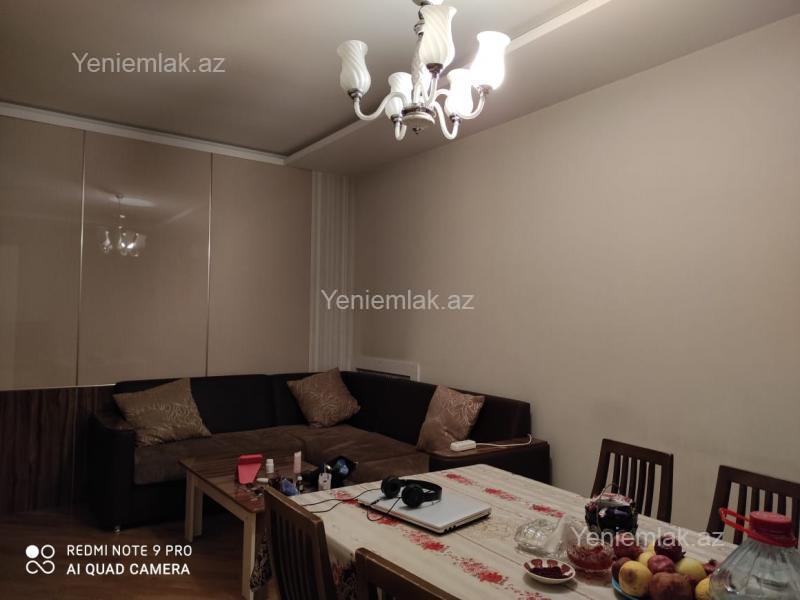 Yeniemlak.az
Yeniemlak.az
Yeniemlak.az
REDMI NOTE 9 PRO
AI QUAD CAMERA